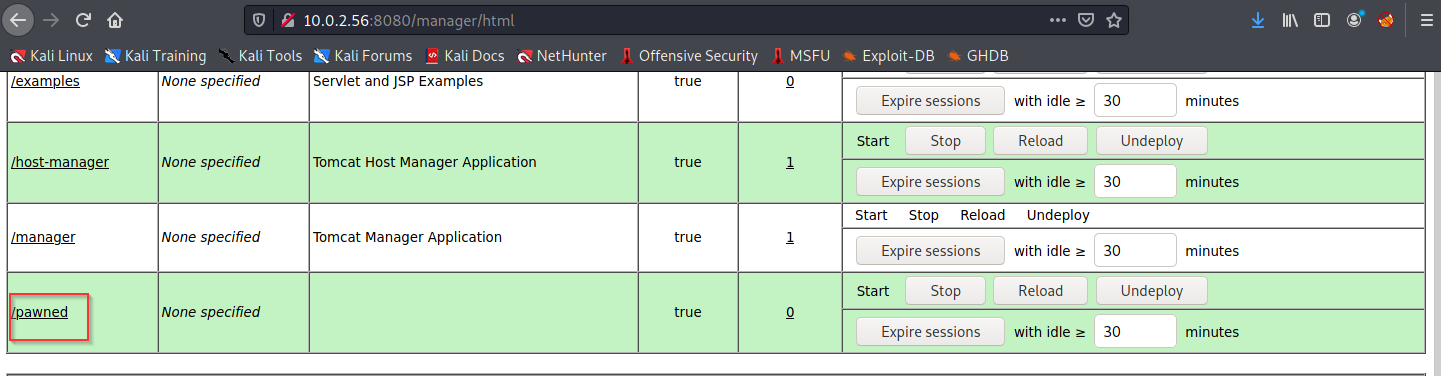 10.0.2.56:8080/manager/html
Kali Linux Kali Training Kali Tools Kali Forums Kali Docs NetHunter Offensive Security MSFU Exploit-DB GHDB
/examples None specified Servlet and JSP Examples true 0
Expire sessions with idle ≥ 30 minutes
Start Stop Reload Undeploy
/host-manager None specified Tomcat Host Manager Application true 1
Expire sessions with idle ≥ 30 minutes
Start Stop Reload Undeploy
/manager None specified Tomcat Manager Application true 1
Expire sessions with idle ≥ 30 minutes
Start Stop Reload Undeploy
/pawned None specified true 0
Expire sessions with idle ≥ 30 minutes